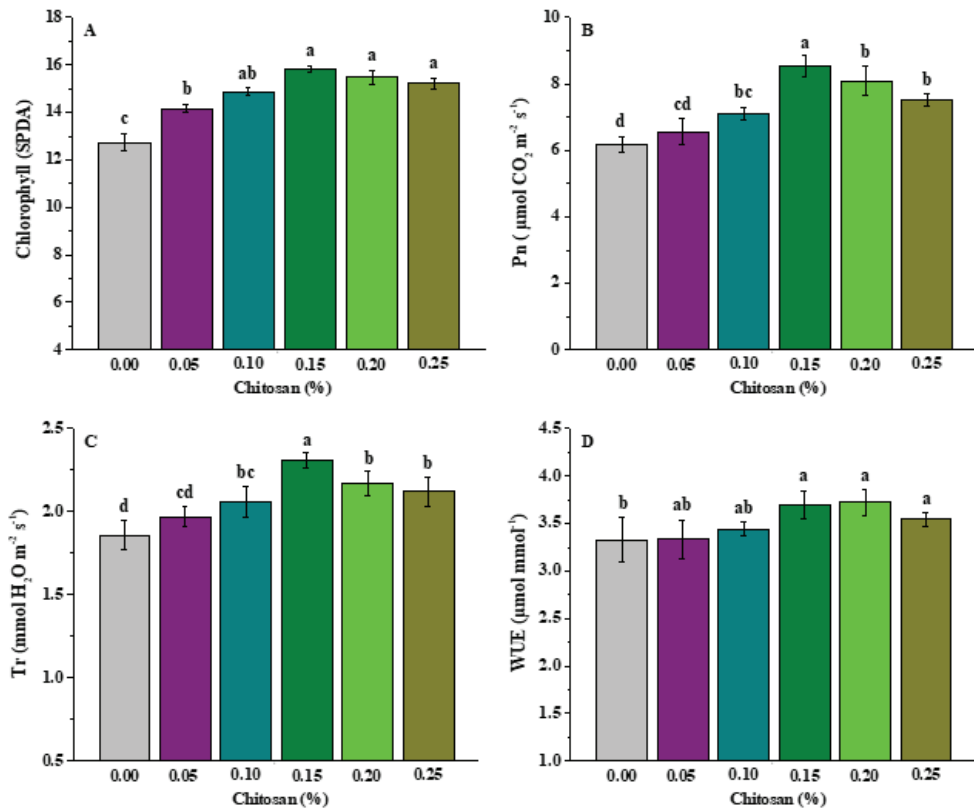 A
Chlorophyll (SPDA)
18
16
14
12
10
8
6
4
c
b
ab
a
a
a
0.00 0.05 0.10 0.15 0.20 0.25
Chitosan (%)
B
Pn ( μmol CO₂ m⁻² s⁻¹)
10
8
6
4
2
0
d
cd
bc
a
b
b
0.00 0.05 0.10 0.15 0.20 0.25
Chitosan (%)
C
Tr (mmol H₂O m⁻² s⁻¹)
2.5
2.0
1.5
1.0
0.5
d
cd
bc
a
b
b
0.00 0.05 0.10 0.15 0.20 0.25
Chitosan (%)
D
WUE (μmol mmol⁻¹)
4.5
4.0
3.5
3.0
2.5
2.0
1.5
1.0
b
ab
ab
a
a
a
0.00 0.05 0.10 0.15 0.20 0.25
Chitosan (%)